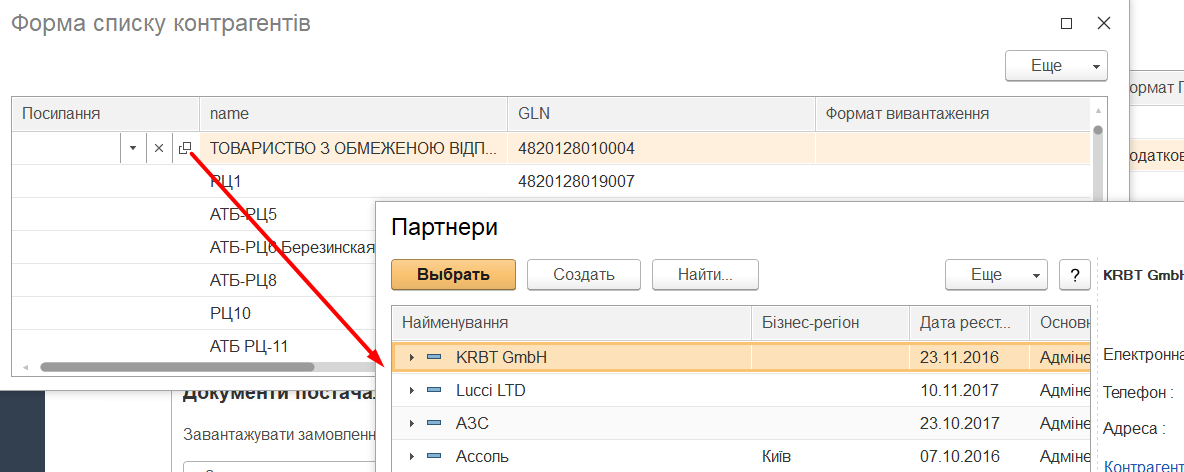 Форма списку контрагентів
Еще
ормат П
Посилання name GLN Формат вивантаження
ТОВАРИСТВО З ОБМЕЖЕНОЮ ВІДП... 4820128010004
одатков
РЦ1 4820128019007
АТБ-РЦ5
АТБ-РЦ6 Березинская
АТБ-РЦ8
РЦ10
АТБ РЦ-11
Документи постача
Завантажувати замовленн
Партнери
Выбрать Создать Найти... Еще ?
Найменування Бізнес-регіон Дата реєст... Основн
KRBT GmbH 23.11.2016 Адміне
Lucci LTD 10.11.2017 Адміне
АЗС 23.10.2017 Адміне
Ассоль Київ 07.10.2016 Адміне
KRBT GmbH
Електронна
Телефон :
Адреса :
Контрагент